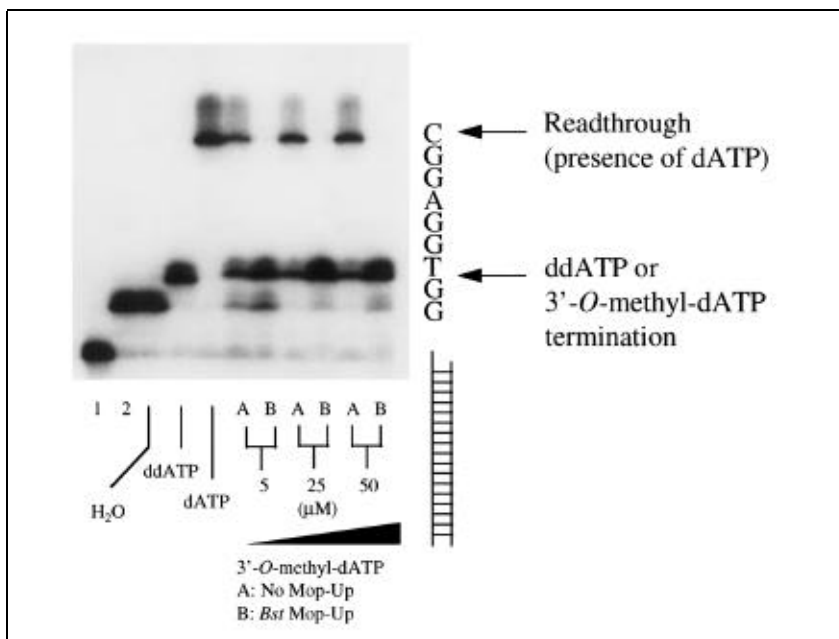 C
G
G
A
G
G
T
G
G
Readthrough
(presence of dATP)
ddATP or
3'-O-methyl-dATP
termination
1 2 A B A B A B
ddATP
dATP
H₂O
5 25 50
(μM)
3'-O-methyl-dATP
A: No Mop-Up
B: Bst Mop-Up